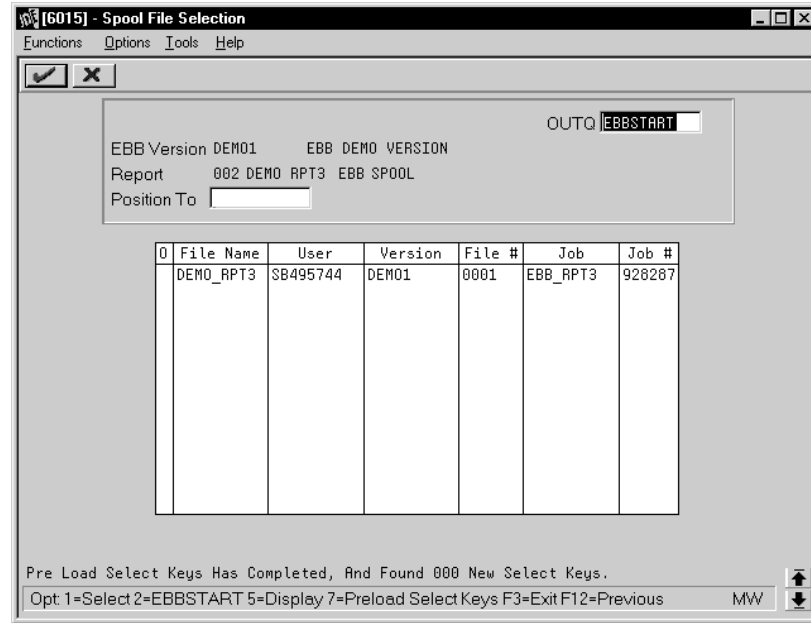 JDE [6015] - Spool File Selection
Functions Options Tools Help
OUTQ EBBSTART
EBB Version DEMO1 EBB DEMO VERSION
Report 002 DEMO RPT3 EBB SPOOL
Position To
O File Name User Version File # Job Job #
DEMO_RPT3 SB495744 DEMO1 0001 EBB_RPT3 928287
Pre Load Select Keys Has Completed, And Found 000 New Select Keys.
Opt: 1=Select 2=EBBSTART 5=Display 7=Preload Select Keys F3=Exit F12=Previous MW